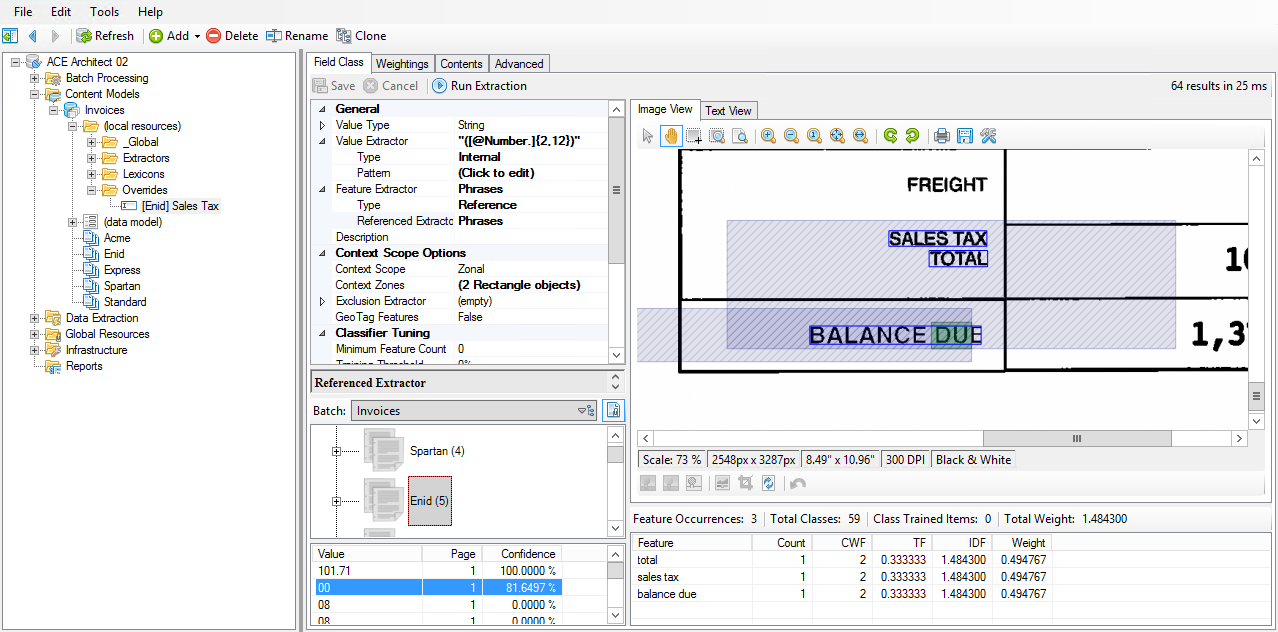 File Edit Tools Help
Refresh Add Delete Rename Clone
ACE Architect 02
Batch Processing
Content Models
Invoices
(local resources)
_Global
Extractors
Lexicons
Overrides
[Enid] Sales Tax
(data model)
Acme
Enid
Express
Spartan
Standard
Data Extraction
Global Resources
Infrastructure
Reports
Field Class Weightings Contents Advanced
Save Cancel Run Extraction 64 results in 25 ms
General
Value Type String
Value Extractor "([@Number.]{2,12})"
Type Internal
Pattern (Click to edit)
Feature Extractor Phrases
Type Reference
Referenced Extractc Phrases
Description
Context Scope Options
Context Scope Zonal
Context Zones (2 Rectangle objects)
Exclusion Extractor (empty)
GeoTag Features False
Classifier Tuning
Minimum Feature Count 0
Training Threshold 0%
Referenced Extractor
Batch: Invoices
Spartan (4)
Enid (5)
Value Page Confidence
101.71 1 100.0000 %
00 1 81.6497 %
08 1 0.0000 %
08 1 0.0000 %
Image View Text View
FREIGHT
SALES TAX
TOTAL
10
BALANCE DUE 1,37
Scale: 73 % 2548px x 3287px 8.49" x 10.96" 300 DPI Black & White
Feature Occurrences: 3 Total Classes: 59 Class Trained Items: 0 Total Weight: 1.484300
Feature Count CWF TF IDF Weight
total 1 2 0.333333 1.484300 0.494767
sales tax 1 2 0.333333 1.484300 0.494767
balance due 1 2 0.333333 1.484300 0.494767